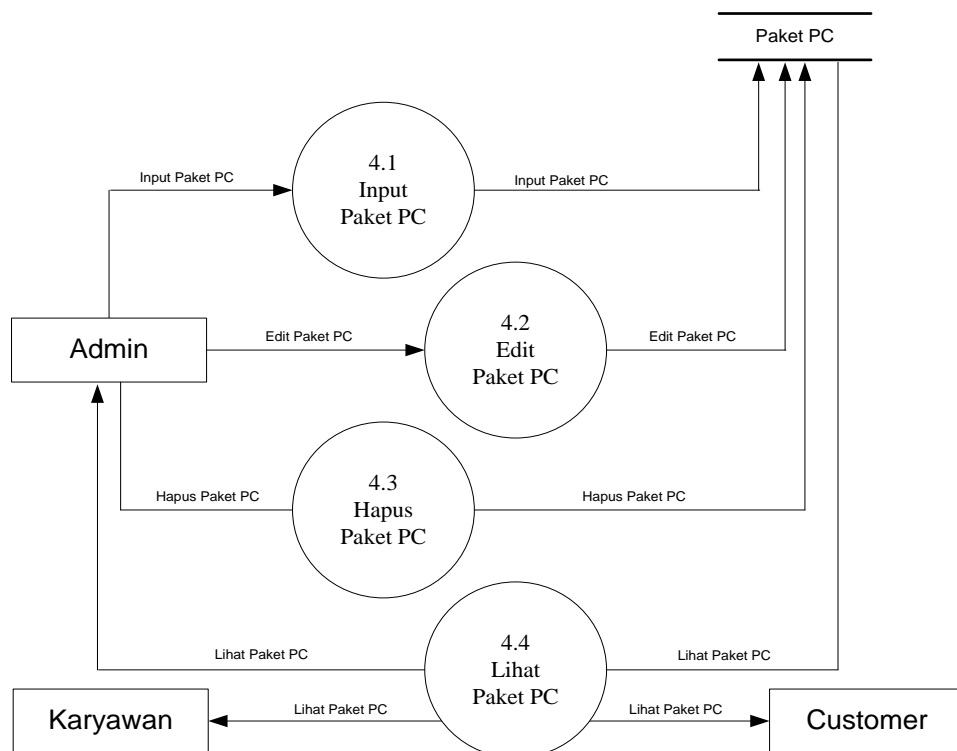 Paket PC
4.1
Input
Paket PC
Input Paket PC
Input Paket PC
4.2
Edit
Paket PC
Admin
Edit Paket PC
Edit Paket PC
4.3
Hapus
Paket PC
Hapus Paket PC
Hapus Paket PC
4.4
Lihat
Paket PC
Lihat Paket PC
Lihat Paket PC
Karyawan
Lihat Paket PC
Lihat Paket PC
Customer